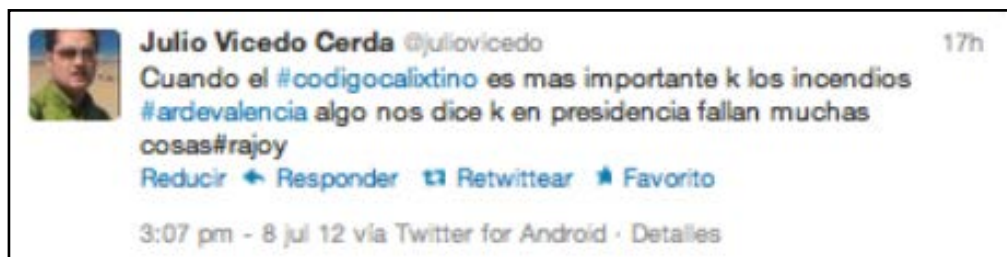 Julio Vicedo Cerda @juliovicedo 17h
Cuando el #codigocalixtino es mas importante k los incendios
#ardevalencia algo nos dice k en presidencia fallan muchas
cosas#rajoy
Reducir Responder Retwittear Favorito
3:07 pm - 8 jul 12 vía Twitter for Android · Detalles